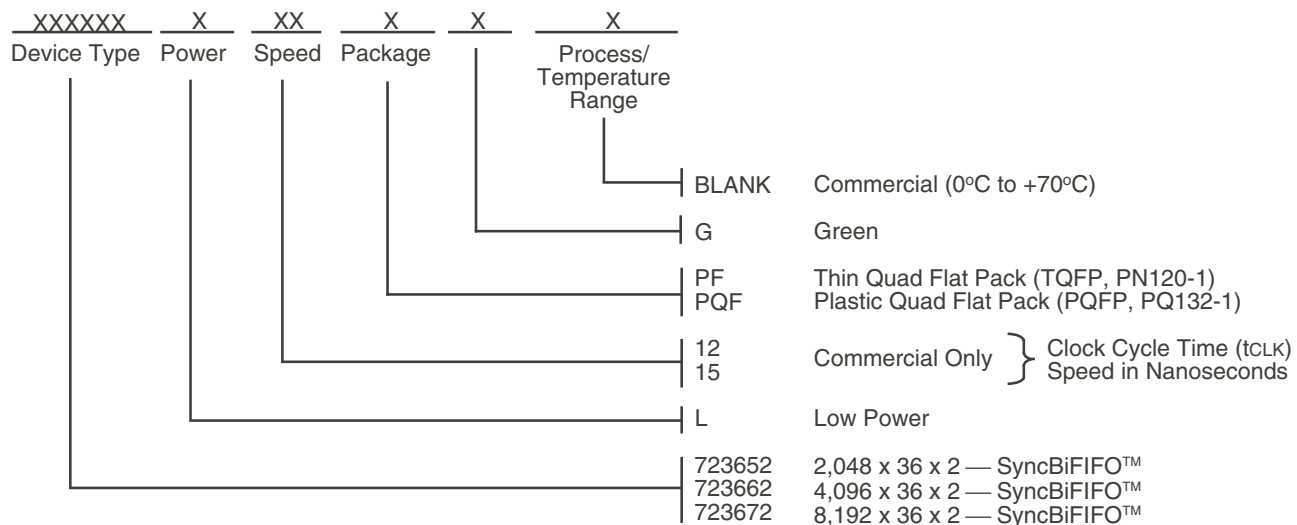 XXXXXX X XX X X X
Device Type Power Speed Package Process/
Temperature
Range
BLANK Commercial (0ºC to +70ºC)
G Green
PF Thin Quad Flat Pack (TQFP, PN120-1)
PQF Plastic Quad Flat Pack (PQFP, PQ132-1)
12
15
Commercial Only
Clock Cycle Time (tCLK)
Speed in Nanoseconds
L Low Power
723652 2,048 x 36 x 2 — SyncBiFIFO™
723662 4,096 x 36 x 2 — SyncBiFIFO™
723672 8,192 x 36 x 2 — SyncBiFIFO™